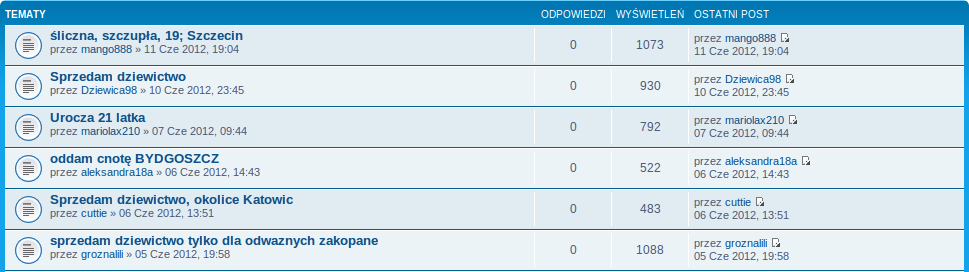 TEMATY ODPOWIEDZI WYŚWIETLEŃ OSTATNI POST
śliczna, szczupła, 19; Szczecin
przez mango888 » 11 Cze 2012, 19:04
0 1073
przez mango888
11 Cze 2012, 19:04
Sprzedam dziewictwo
przez Dziewica98 » 10 Cze 2012, 23:45
0 930
przez Dziewica98
10 Cze 2012, 23:45
Urocza 21 latka
przez mariolax210 » 07 Cze 2012, 09:44
0 792
przez mariolax210
07 Cze 2012, 09:44
oddam cnotę BYDGOSZCZ
przez aleksandra18a » 06 Cze 2012, 14:43
0 522
przez aleksandra18a
06 Cze 2012, 14:43
Sprzedam dziewictwo, okolice Katowic
przez cuttie » 06 Cze 2012, 13:51
0 483
przez cuttie
06 Cze 2012, 13:51
sprzedam dziewictwo tylko dla odwaznych zakopane
przez groznalili » 05 Cze 2012, 19:58
0 1088
przez groznalili
05 Cze 2012, 19:58